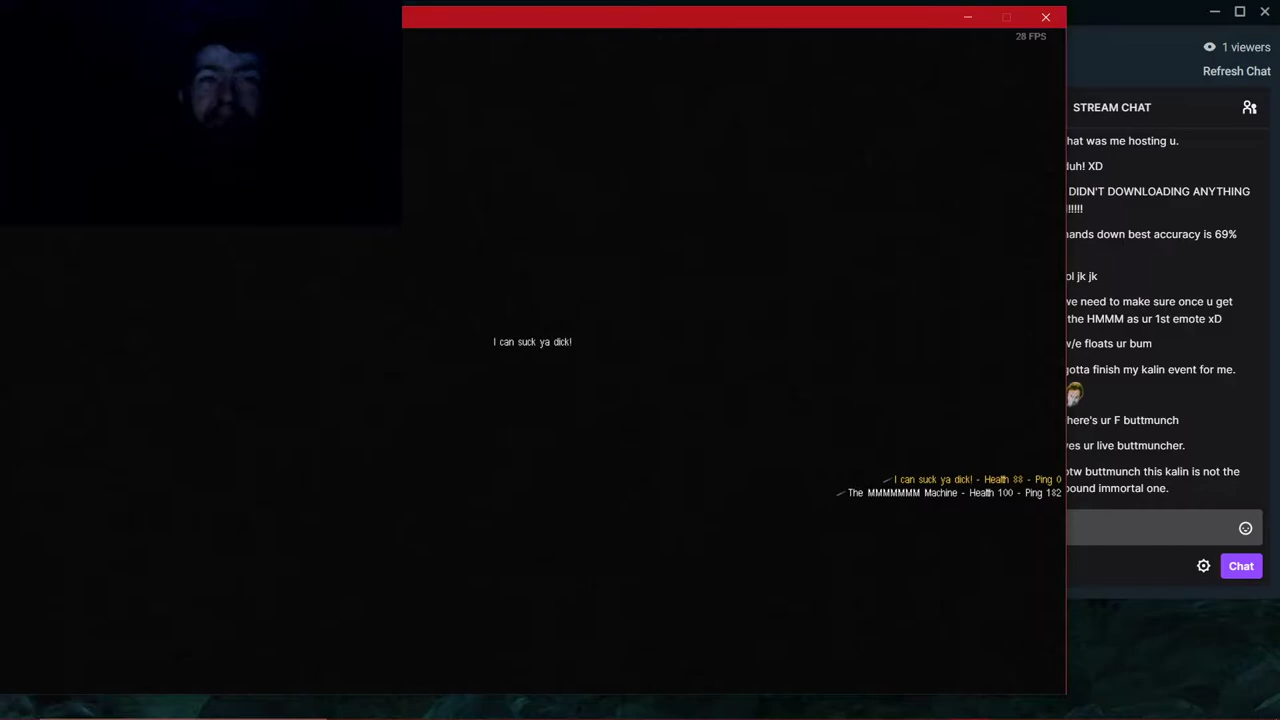 28 FPS
1 viewers
Refresh Chat
STREAM CHAT
hat was me hosting u.
duh! XD
DIDN'T DOWNLOADING ANYTHING
!!!!!!
hands down best accuracy is 69%
ol jk jk
we need to make sure once u get
the HMMM as ur 1st emote xD
w/e floats ur bum
gotta finish my kalin event for me.
here's ur F buttmunch
yes ur live buttmuncher.
btw buttmunch this kalin is not the
bound immortal one.
Chat
I can suck ya dick!
I can suck ya dick! - Health 88 - Ping 0
The MMMMMMM Machine - Health 100 - Ping 182